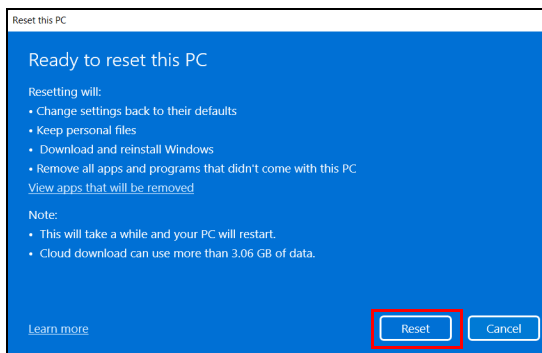 Reset this PC
Ready to reset this PC
Resetting will:
• Change settings back to their defaults
• Keep personal files
• Download and reinstall Windows
• Remove all apps and programs that didn't come with this PC
View apps that will be removed
Note:
• This will take a while and your PC will restart.
• Cloud download can use more than 3.06 GB of data.
Learn more
Reset
Cancel